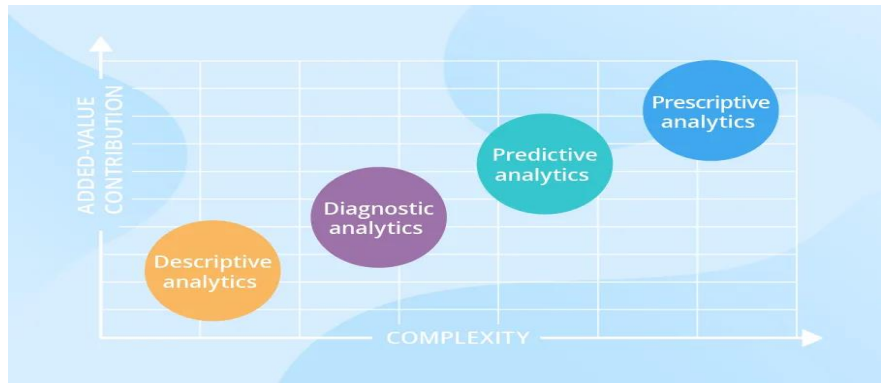 ADDED-VALUE
CONTRIBUTION
Descriptive
analytics
Diagnostic
analytics
Predictive
analytics
Prescriptive
analytics
COMPLEXITY